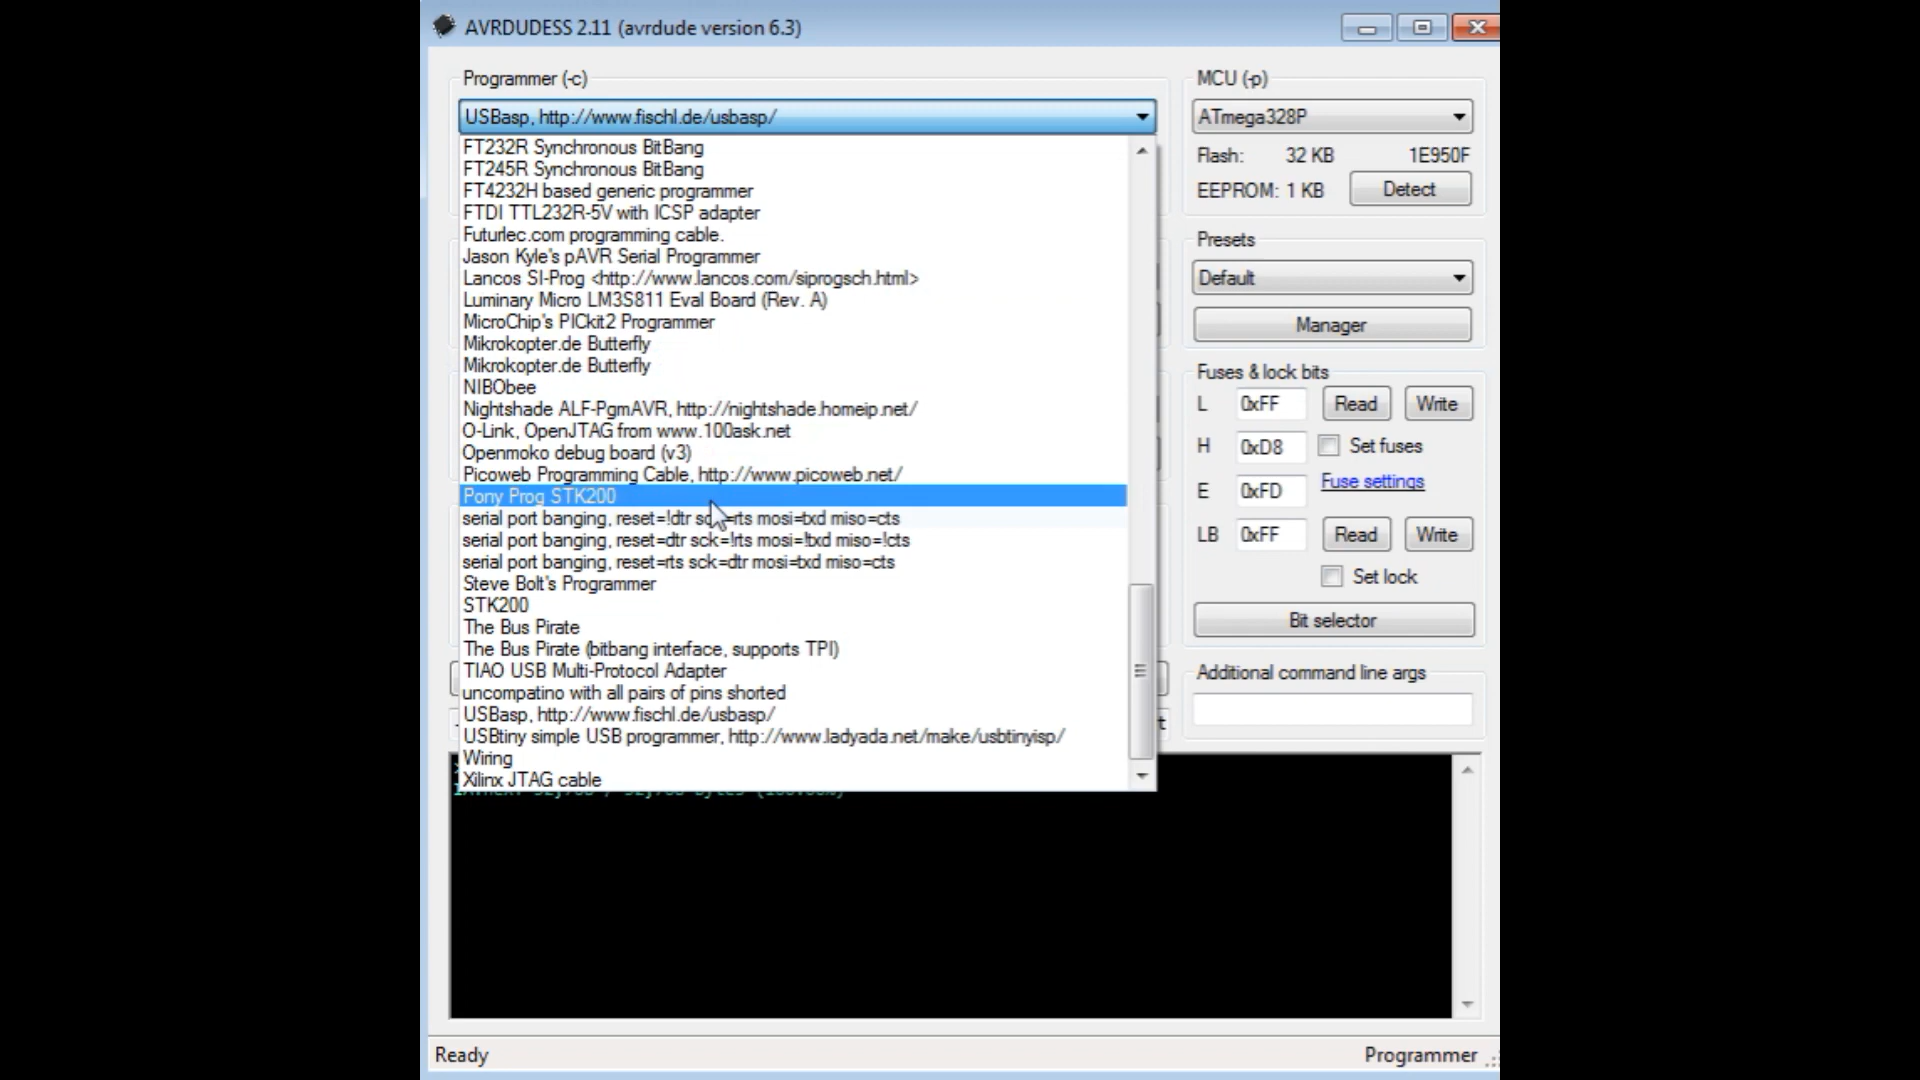 AVRDUDESS 2.11 (avrdude version 6.3)
Programmer (-c)
USBasp, http://www.fischl.de/usbasp/
FT232R Synchronous BitBang
FT245R Synchronous BitBang
FT4232H based generic programmer
FTDI TTL232R-5V with ICSP adapter
Futurlec.com programming cable.
Jason Kyle's pAVR Serial Programmer
Lancos SI-Prog <http://www.lancos.com/siprogsch.html>
Luminary Micro LM3S811 Eval Board (Rev. A)
MicroChip's PICkit2 Programmer
Mikrokopter.de Butterfly
Mikrokopter.de Butterfly
NIBObee
Nightshade ALF-PgmAVR, http://nightshade.homeip.net/
O-Link, OpenJTAG from www.100ask.net
Openmoko debug board (v3)
Picoweb Programming Cable, http://www.picoweb.net/
Pony Prog STK200
serial port banging, reset=!dtr sck=rts mosi=txd miso=cts
serial port banging, reset=dtr sck=!rts mosi=!txd miso=!cts
serial port banging, reset=rts sck=dtr mosi=txd miso=cts
Steve Bolt's Programmer
STK200
The Bus Pirate
The Bus Pirate (bitbang interface, supports TPI)
TIAO USB Multi-Protocol Adapter
uncompatino with all pairs of pins shorted
USBasp, http://www.fischl.de/usbasp/
USBtiny simple USB programmer, http://www.ladyada.net/make/usbtinyisp/
Wiring
Xilinx JTAG cable
MCU (-p)
ATmega328P
Flash: 32 KB 1E950F
EEPROM: 1 KB Detect
Presets
Default
Manager
Fuses & lock bits
L 0xFF Read Write
H 0xD8 Set fuses
E 0xFD Fuse settings
LB 0xFF Read Write
Set lock
Bit selector
Additional command line args
Ready
Programmer